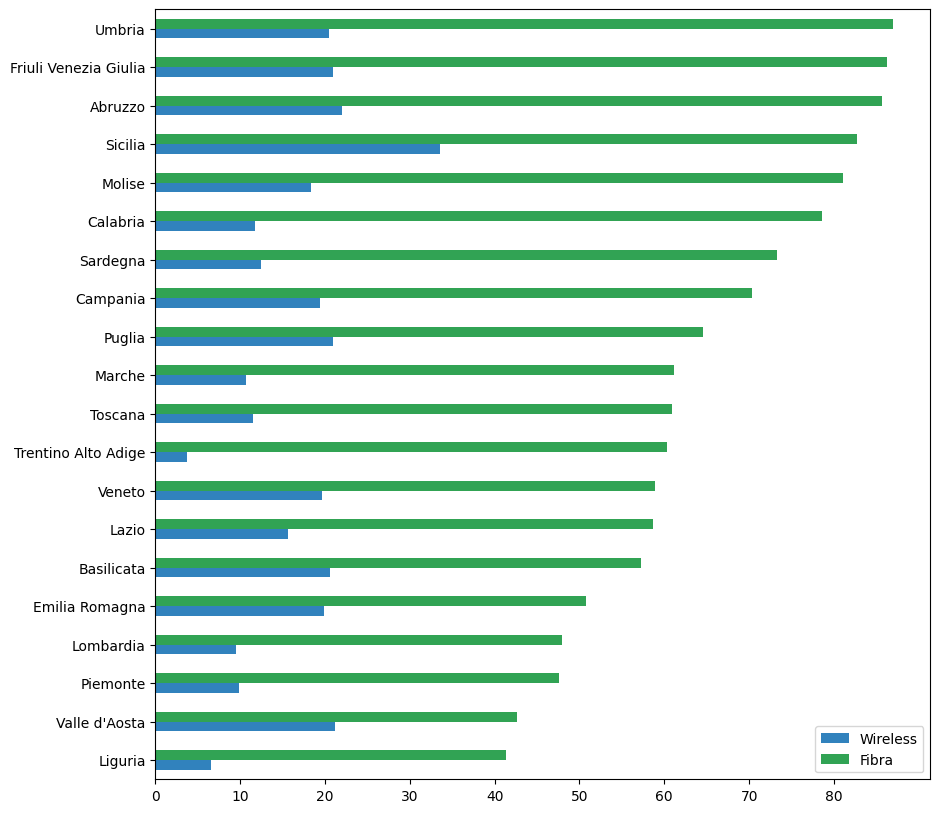 Umbria
Friuli Venezia Giulia
Abruzzo
Sicilia
Molise
Calabria
Sardegna
Campania
Puglia
Marche
Toscana
Trentino Alto Adige
Veneto
Lazio
Basilicata
Emilia Romagna
Lombardia
Piemonte
Valle d'Aosta
Liguria
Wireless
Fibra
0 10 20 30 40 50 60 70 80